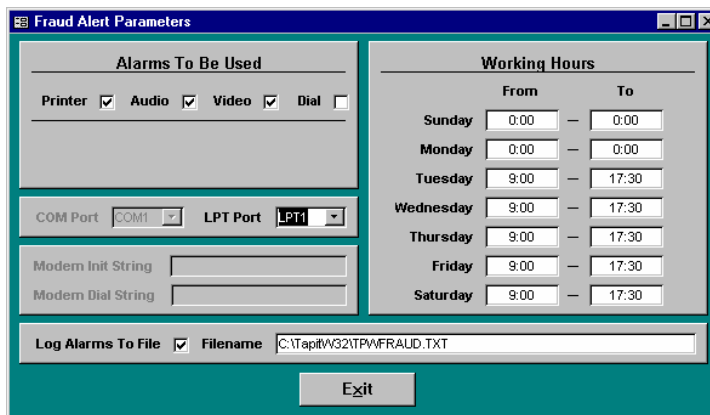 Fraud Alert Parameters
Alarms To Be Used
Printer Audio Video Dial
COM Port COM1 LPT Port LPT1
Modem Init String
Modem Dial String
Working Hours
From To
Sunday 0:00 — 0:00
Monday 0:00 — 0:00
Tuesday 9:00 — 17:30
Wednesday 9:00 — 17:30
Thursday 9:00 — 17:30
Friday 9:00 — 17:30
Saturday 9:00 — 17:30
Log Alarms To File Filename C:\TapitW32\TPWFRAUD.TXT
Exit